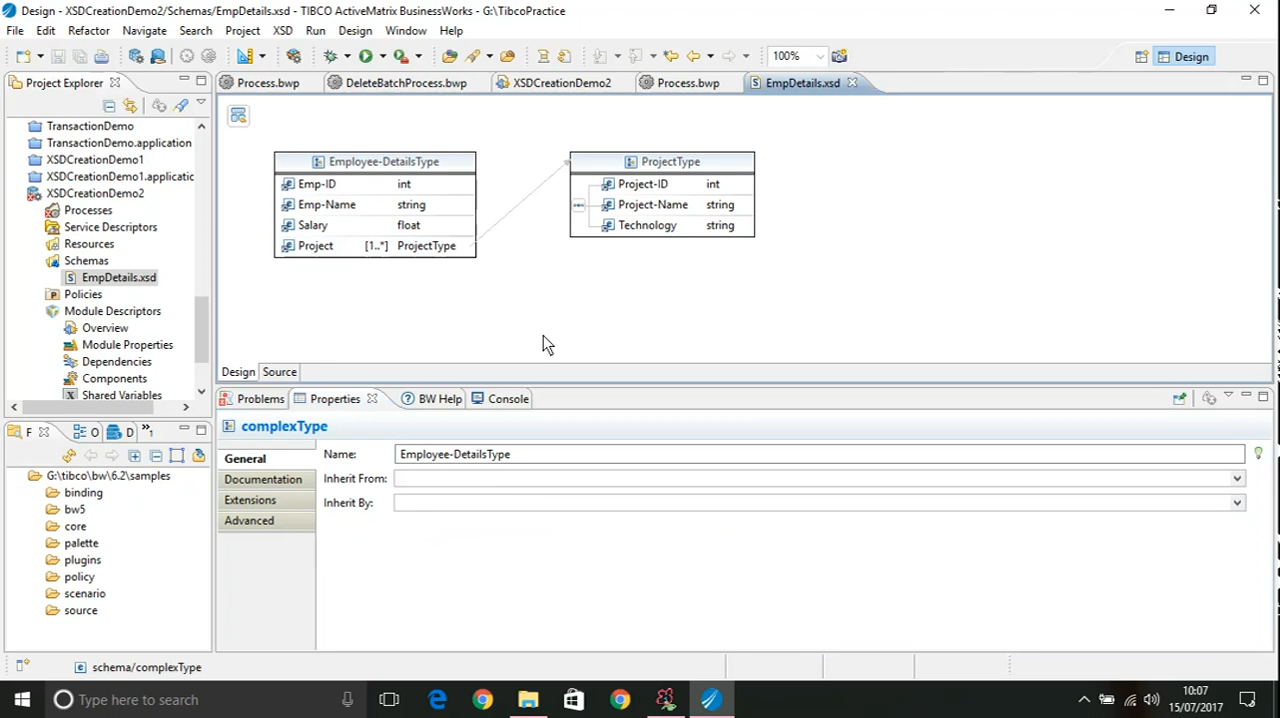 Design - XSDCreationDemo2/Schemas/EmpDetails.xsd - TIBCO ActiveMatrix BusinessWorks - G:\TibcoPractice
File Edit Refactor Navigate Search Project XSD Run Design Window Help
100% Design
Project Explorer
Process.bwp DeleteBatchProcess.bwp XSDCreationDemo2 Process.bwp EmpDetails.xsd
TransactionDemo
TransactionDemo.application
XSDCreationDemo1
XSDCreationDemo1.applicatic
XSDCreationDemo2
Processes
Service Descriptors
Resources
Schemas
EmpDetails.xsd
Policies
Module Descriptors
Overview
Module Properties
Dependencies
Components
Shared Variables
Employee-DetailsType
Emp-ID int
Emp-Name string
Salary float
Project [1..*] ProjectType
ProjectType
Project-ID int
Project-Name string
Technology string
Design Source
F O D »1
G:\tibco\bw\6.2\samples
binding
bw5
core
palette
plugins
policy
scenario
source
Problems Properties BW Help Console
complexType
General
Documentation
Extensions
Advanced
Name: Employee-DetailsType
Inherit From:
Inherit By:
schema/complexType
Type here to search
10:07
15/07/2017